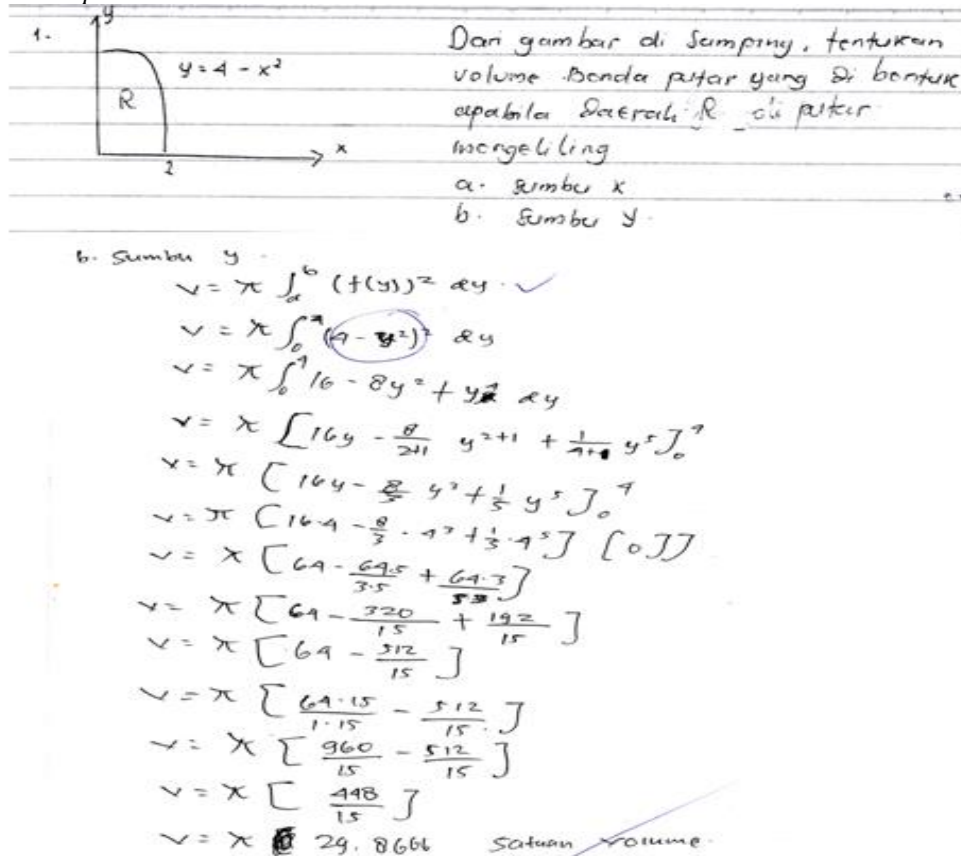 1.
y
y = 4 - x²
R
x
2
Dari gambar di samping, tentukan
volume Benda putar yang di bentuk
apabila Daerah R di putar
mengeliling
a. sumbu x
b. sumbu y.
b. Sumbu y.
v = π ∫ₐᵇ (f(y))² dy. ✓
v = π ∫₀⁴ (4 - y²)² dy
v = π ∫₀⁴ 16 - 8y² + y⁴ dy
v = π [16y - 8/(2+1) y²⁺¹ + 1/(4+1) y⁵]₀⁴
v = π [16y - 8/3 y³ + 1/5 y⁵]₀⁴
v = π [16·4 - 8/3 · 4³ + 1/5 · 4⁵] [0]]
v = π [64 - 64·5/3·5 + 64·3/5·3]
v = π [64 - 320/15 + 192/15]
v = π [64 - 512/15]
v = π [64·15/1·15 - 512/15.]
v = π [960/15 - 512/15]
v = π [448/15]
v = π 29.8666 satuan volume.